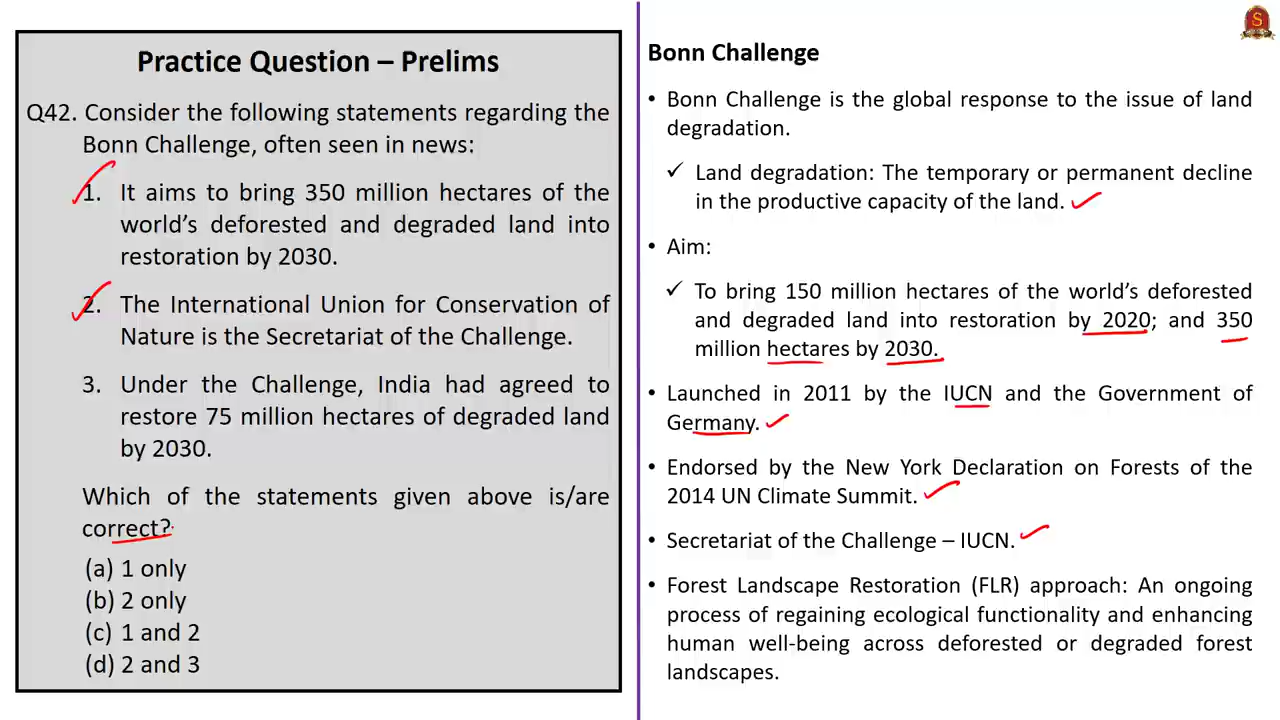 Practice Question – Prelims
Q42. Consider the following statements regarding the
Bonn Challenge, often seen in news:
1. It aims to bring 350 million hectares of the
world's deforested and degraded land into
restoration by 2030.
2. The International Union for Conservation of
Nature is the Secretariat of the Challenge.
3. Under the Challenge, India had agreed to
restore 75 million hectares of degraded land
by 2030.
Which of the statements given above is/are
correct?
(a) 1 only
(b) 2 only
(c) 1 and 2
(d) 2 and 3
Bonn Challenge
• Bonn Challenge is the global response to the issue of land
degradation.
✓ Land degradation: The temporary or permanent decline
in the productive capacity of the land.
• Aim:
✓ To bring 150 million hectares of the world's deforested
and degraded land into restoration by 2020; and 350
million hectares by 2030.
• Launched in 2011 by the IUCN and the Government of
Germany.
• Endorsed by the New York Declaration on Forests of the
2014 UN Climate Summit.
• Secretariat of the Challenge – IUCN.
• Forest Landscape Restoration (FLR) approach: An ongoing
process of regaining ecological functionality and enhancing
human well-being across deforested or degraded forest
landscapes.